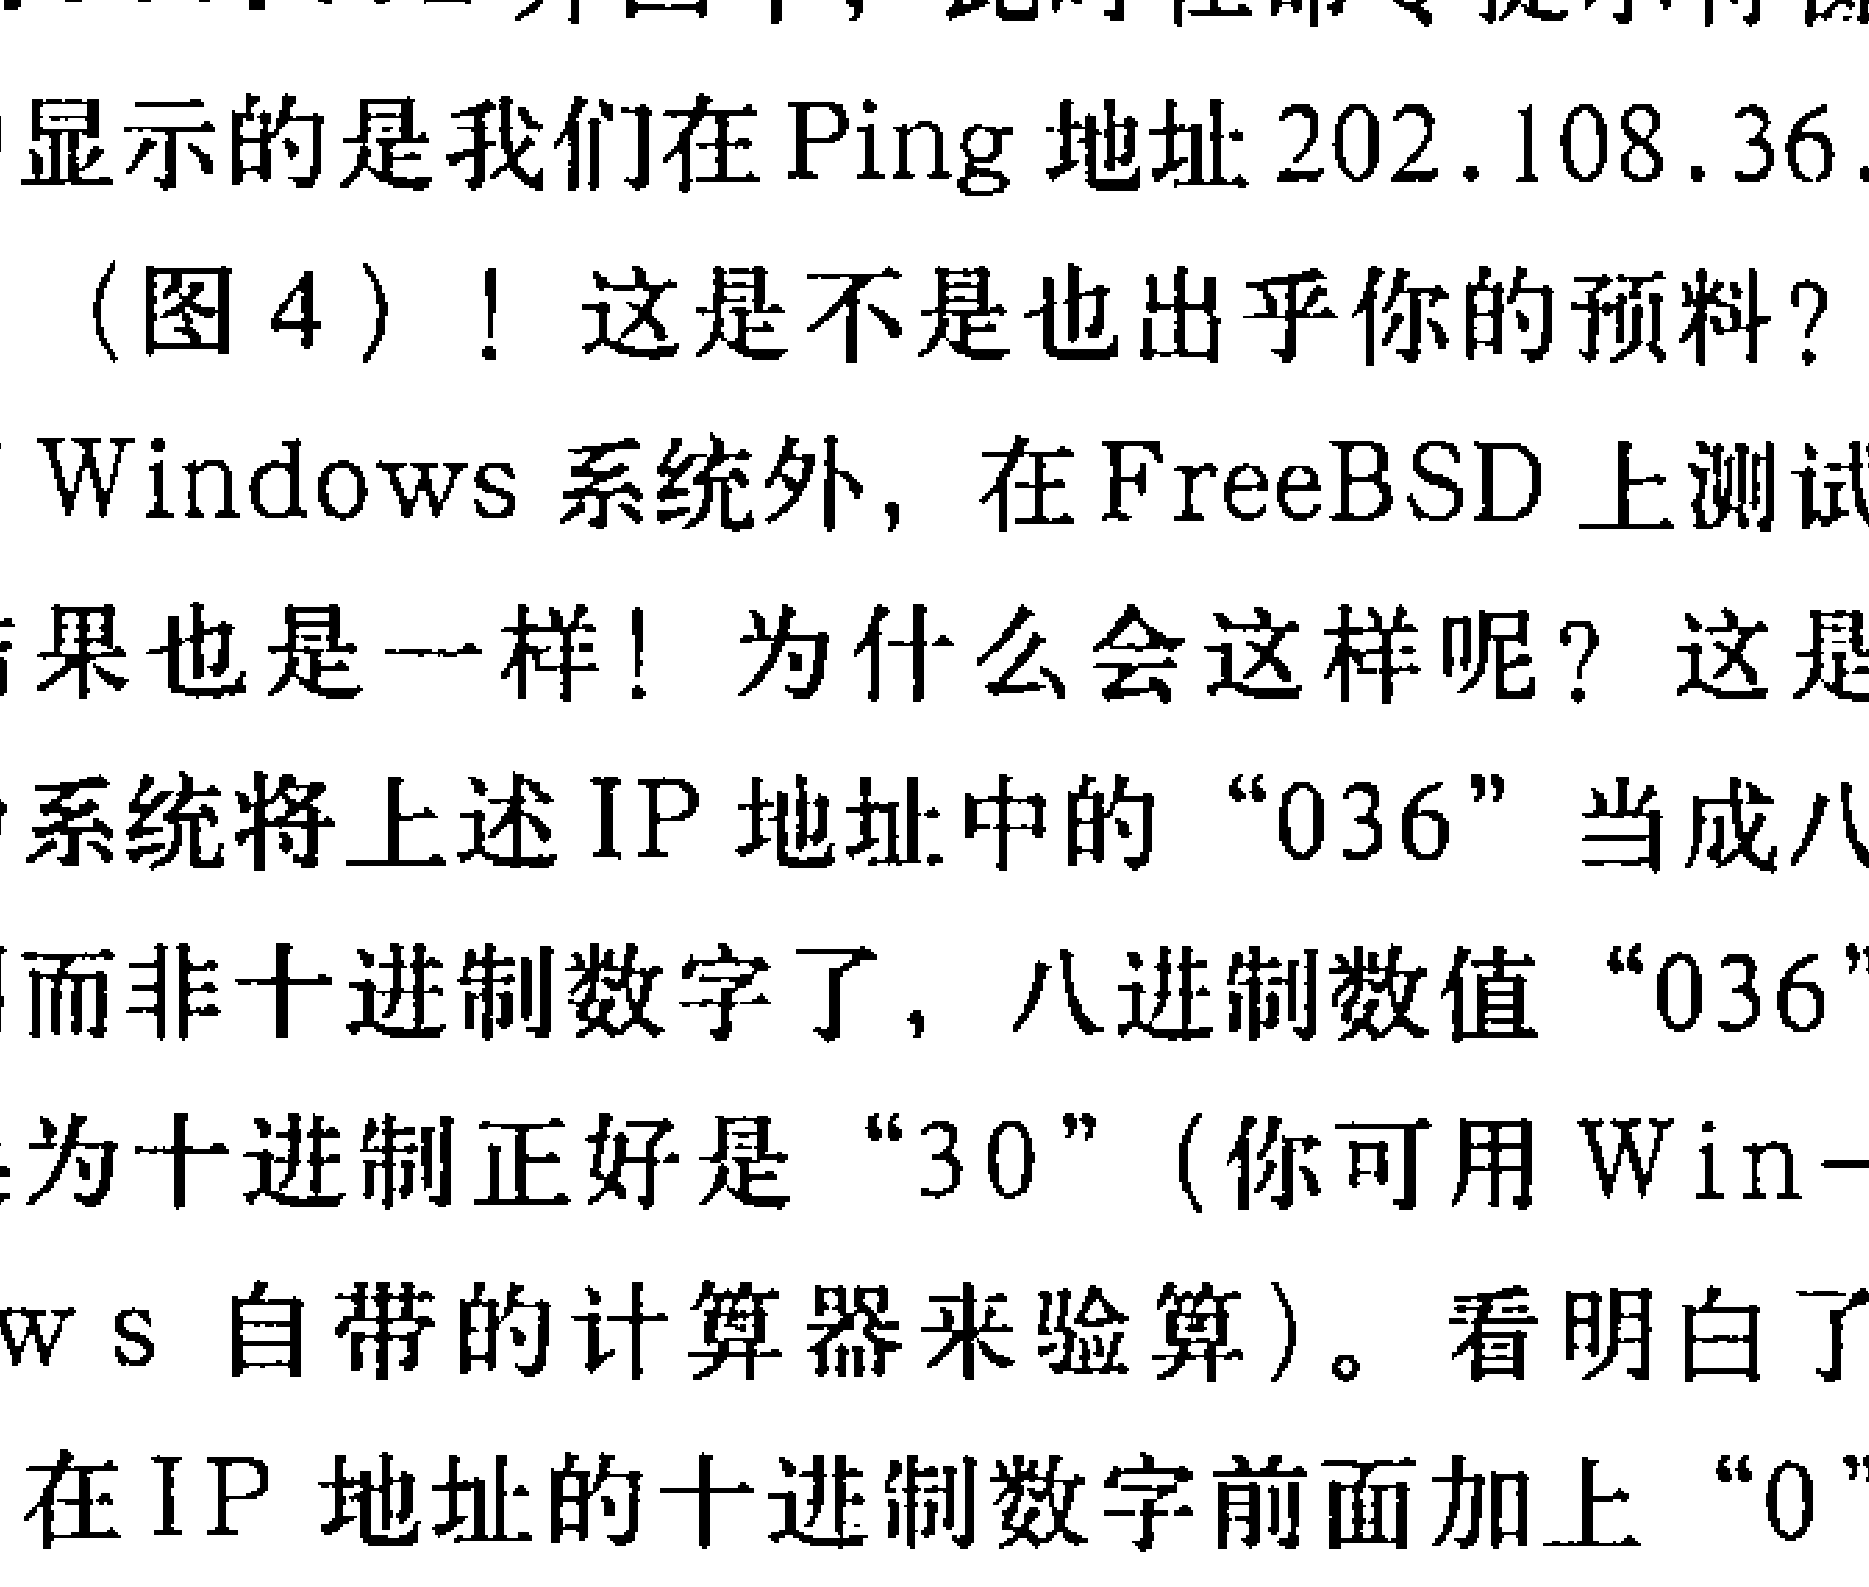 显示的是我们在 Ping 地址 202.108.36.
（图 4 ）！这是不是也出乎你的预料？
Windows 系统外，在 FreeBSD 上测试
果也是一样！为什么会这样呢？这是
系统将上述 IP 地址中的“036”当成八
而非十进制数字了，八进制数值“036”
为十进制正好是“30”（你可用 Win-
ws 自带的计算器来验算）。看明白了
在 IP 地址的十进制数字前面加上“0”